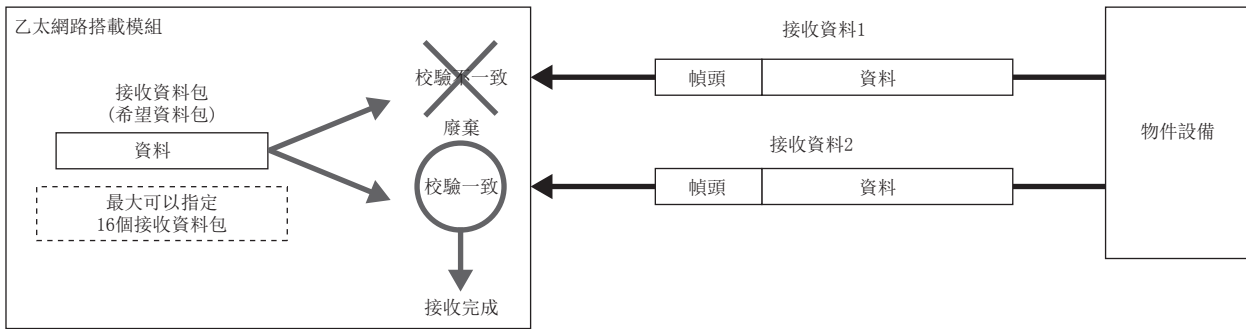 乙太網路搭載模組
接收資料包
(希望資料包)
資料
最大可以指定
16個接收資料包
校驗不一致
廢棄
校驗一致
接收完成
接收資料1
幀頭
資料
接收資料2
幀頭
資料
物件設備